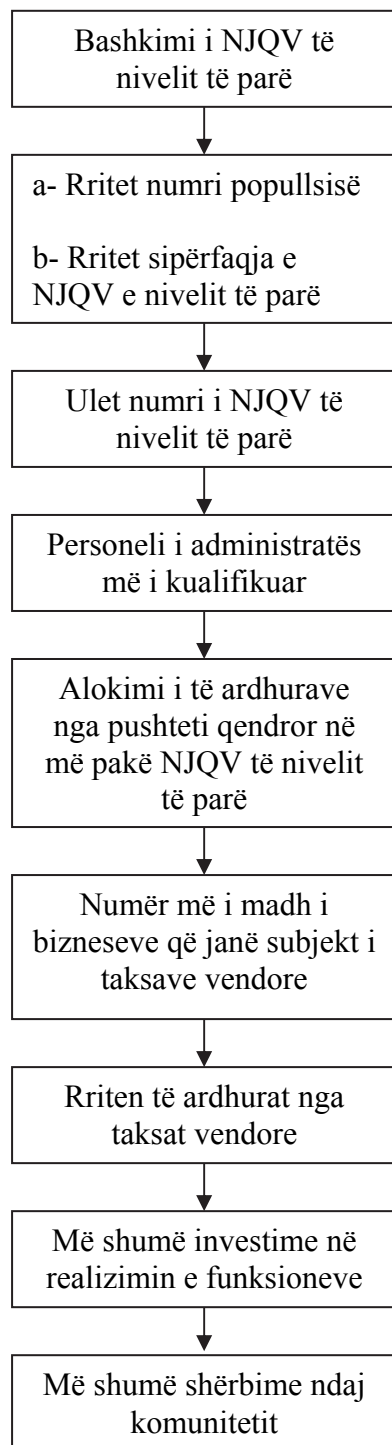 Bashkimi i NJQV të
nivelit të parë
a- Rritet numri popullsisë
b- Rritet sipërfaqja e
NJQV e nivelit të parë
Ulet numri i NJQV të
nivelit të parë
Personeli i administratës
më i kualifikuar
Alokimi i të ardhurave
nga pushteti qendror në
më pakë NJQV të nivelit
të parë
Numër më i madh i
bizneseve që janë subjekt i
taksave vendore
Rriten të ardhurat nga
taksat vendore
Më shumë investime në
realizimin e funksioneve
Më shumë shërbime ndaj
komunitetit